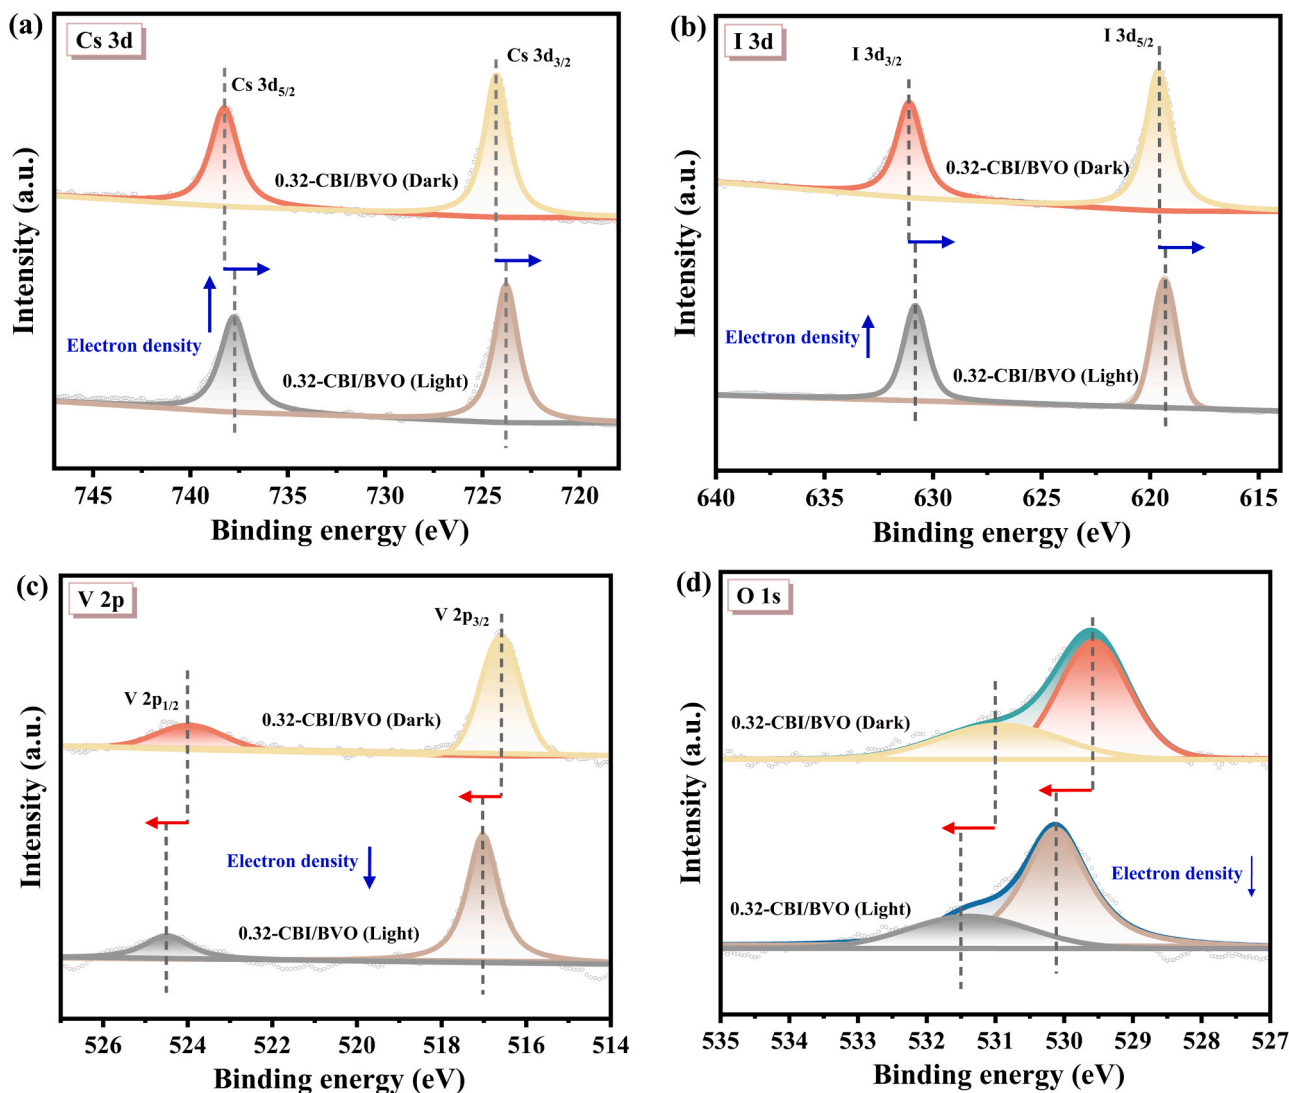 (a)
Cs 3d
Cs 3d5/2
Cs 3d3/2
0.32-CBI/BVO (Dark)
Electron density
0.32-CBI/BVO (Light)
Intensity (a.u.)
745 740 735 730 725 720
Binding energy (eV)
(b)
I 3d
I 3d3/2
I 3d5/2
0.32-CBI/BVO (Dark)
Electron density
0.32-CBI/BVO (Light)
Intensity (a.u.)
640 635 630 625 620 615
Binding energy (eV)
(c)
V 2p
V 2p3/2
V 2p1/2
0.32-CBI/BVO (Dark)
Electron density
0.32-CBI/BVO (Light)
Intensity (a.u.)
526 524 522 520 518 516 514
Binding energy (eV)
(d)
O 1s
0.32-CBI/BVO (Dark)
Electron density
0.32-CBI/BVO (Light)
Intensity (a.u.)
535 534 533 532 531 530 529 528 527
Binding energy (eV)